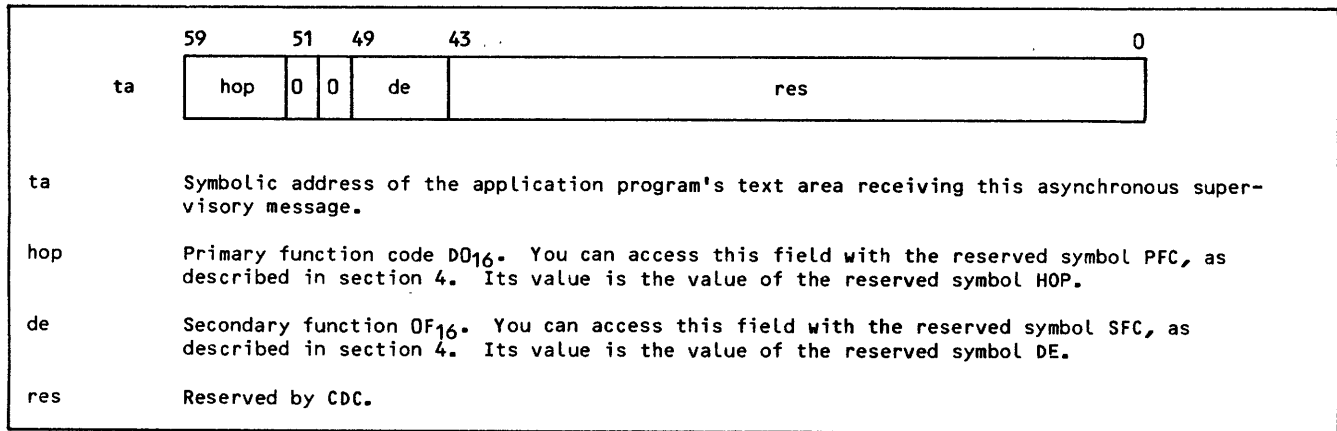 59 51 49 43 0
ta hop 0 0 de res
ta Symbolic address of the application program's text area receiving this asynchronous super-
visory message.
hop Primary function code D016. You can access this field with the reserved symbol PFC, as
described in section 4. Its value is the value of the reserved symbol HOP.
de Secondary function 0F16. You can access this field with the reserved symbol SFC, as
described in section 4. Its value is the value of the reserved symbol DE.
res Reserved by CDC.